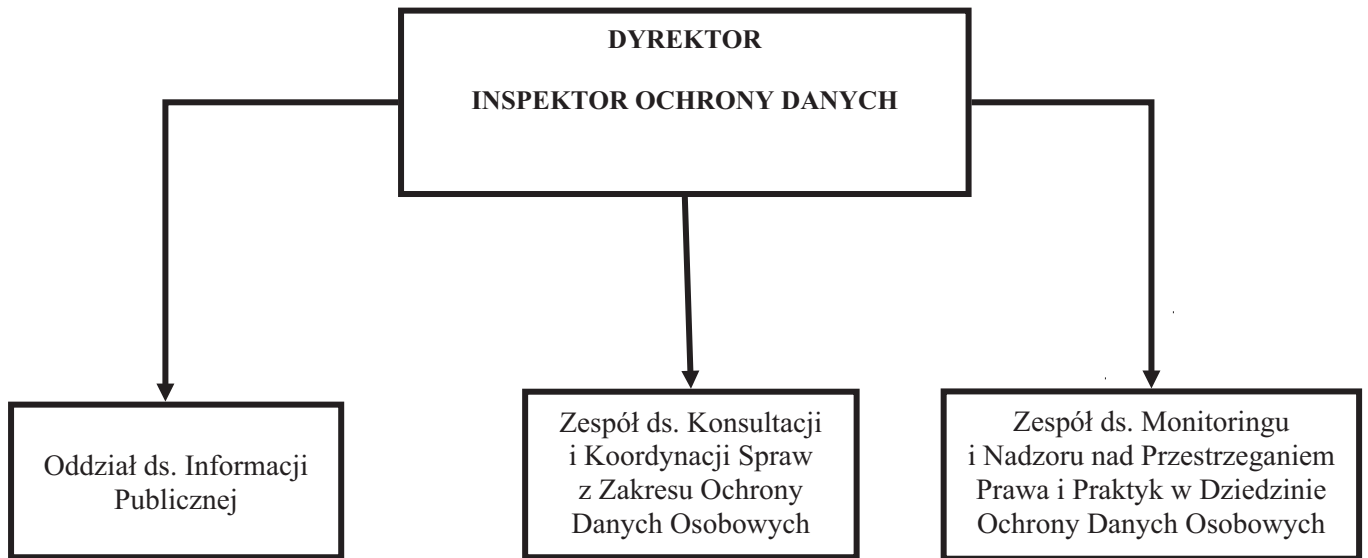 DYREKTOR
INSPEKTOR OCHRONY DANYCH
Oddział ds. Informacji
Publicznej
Zespół ds. Konsultacji
i Koordynacji Spraw
z Zakresu Ochrony
Danych Osobowych
Zespół ds. Monitoringu
i Nadzoru nad Przestrzeganiem
Prawa i Praktyk w Dziedzinie
Ochrony Danych Osobowych